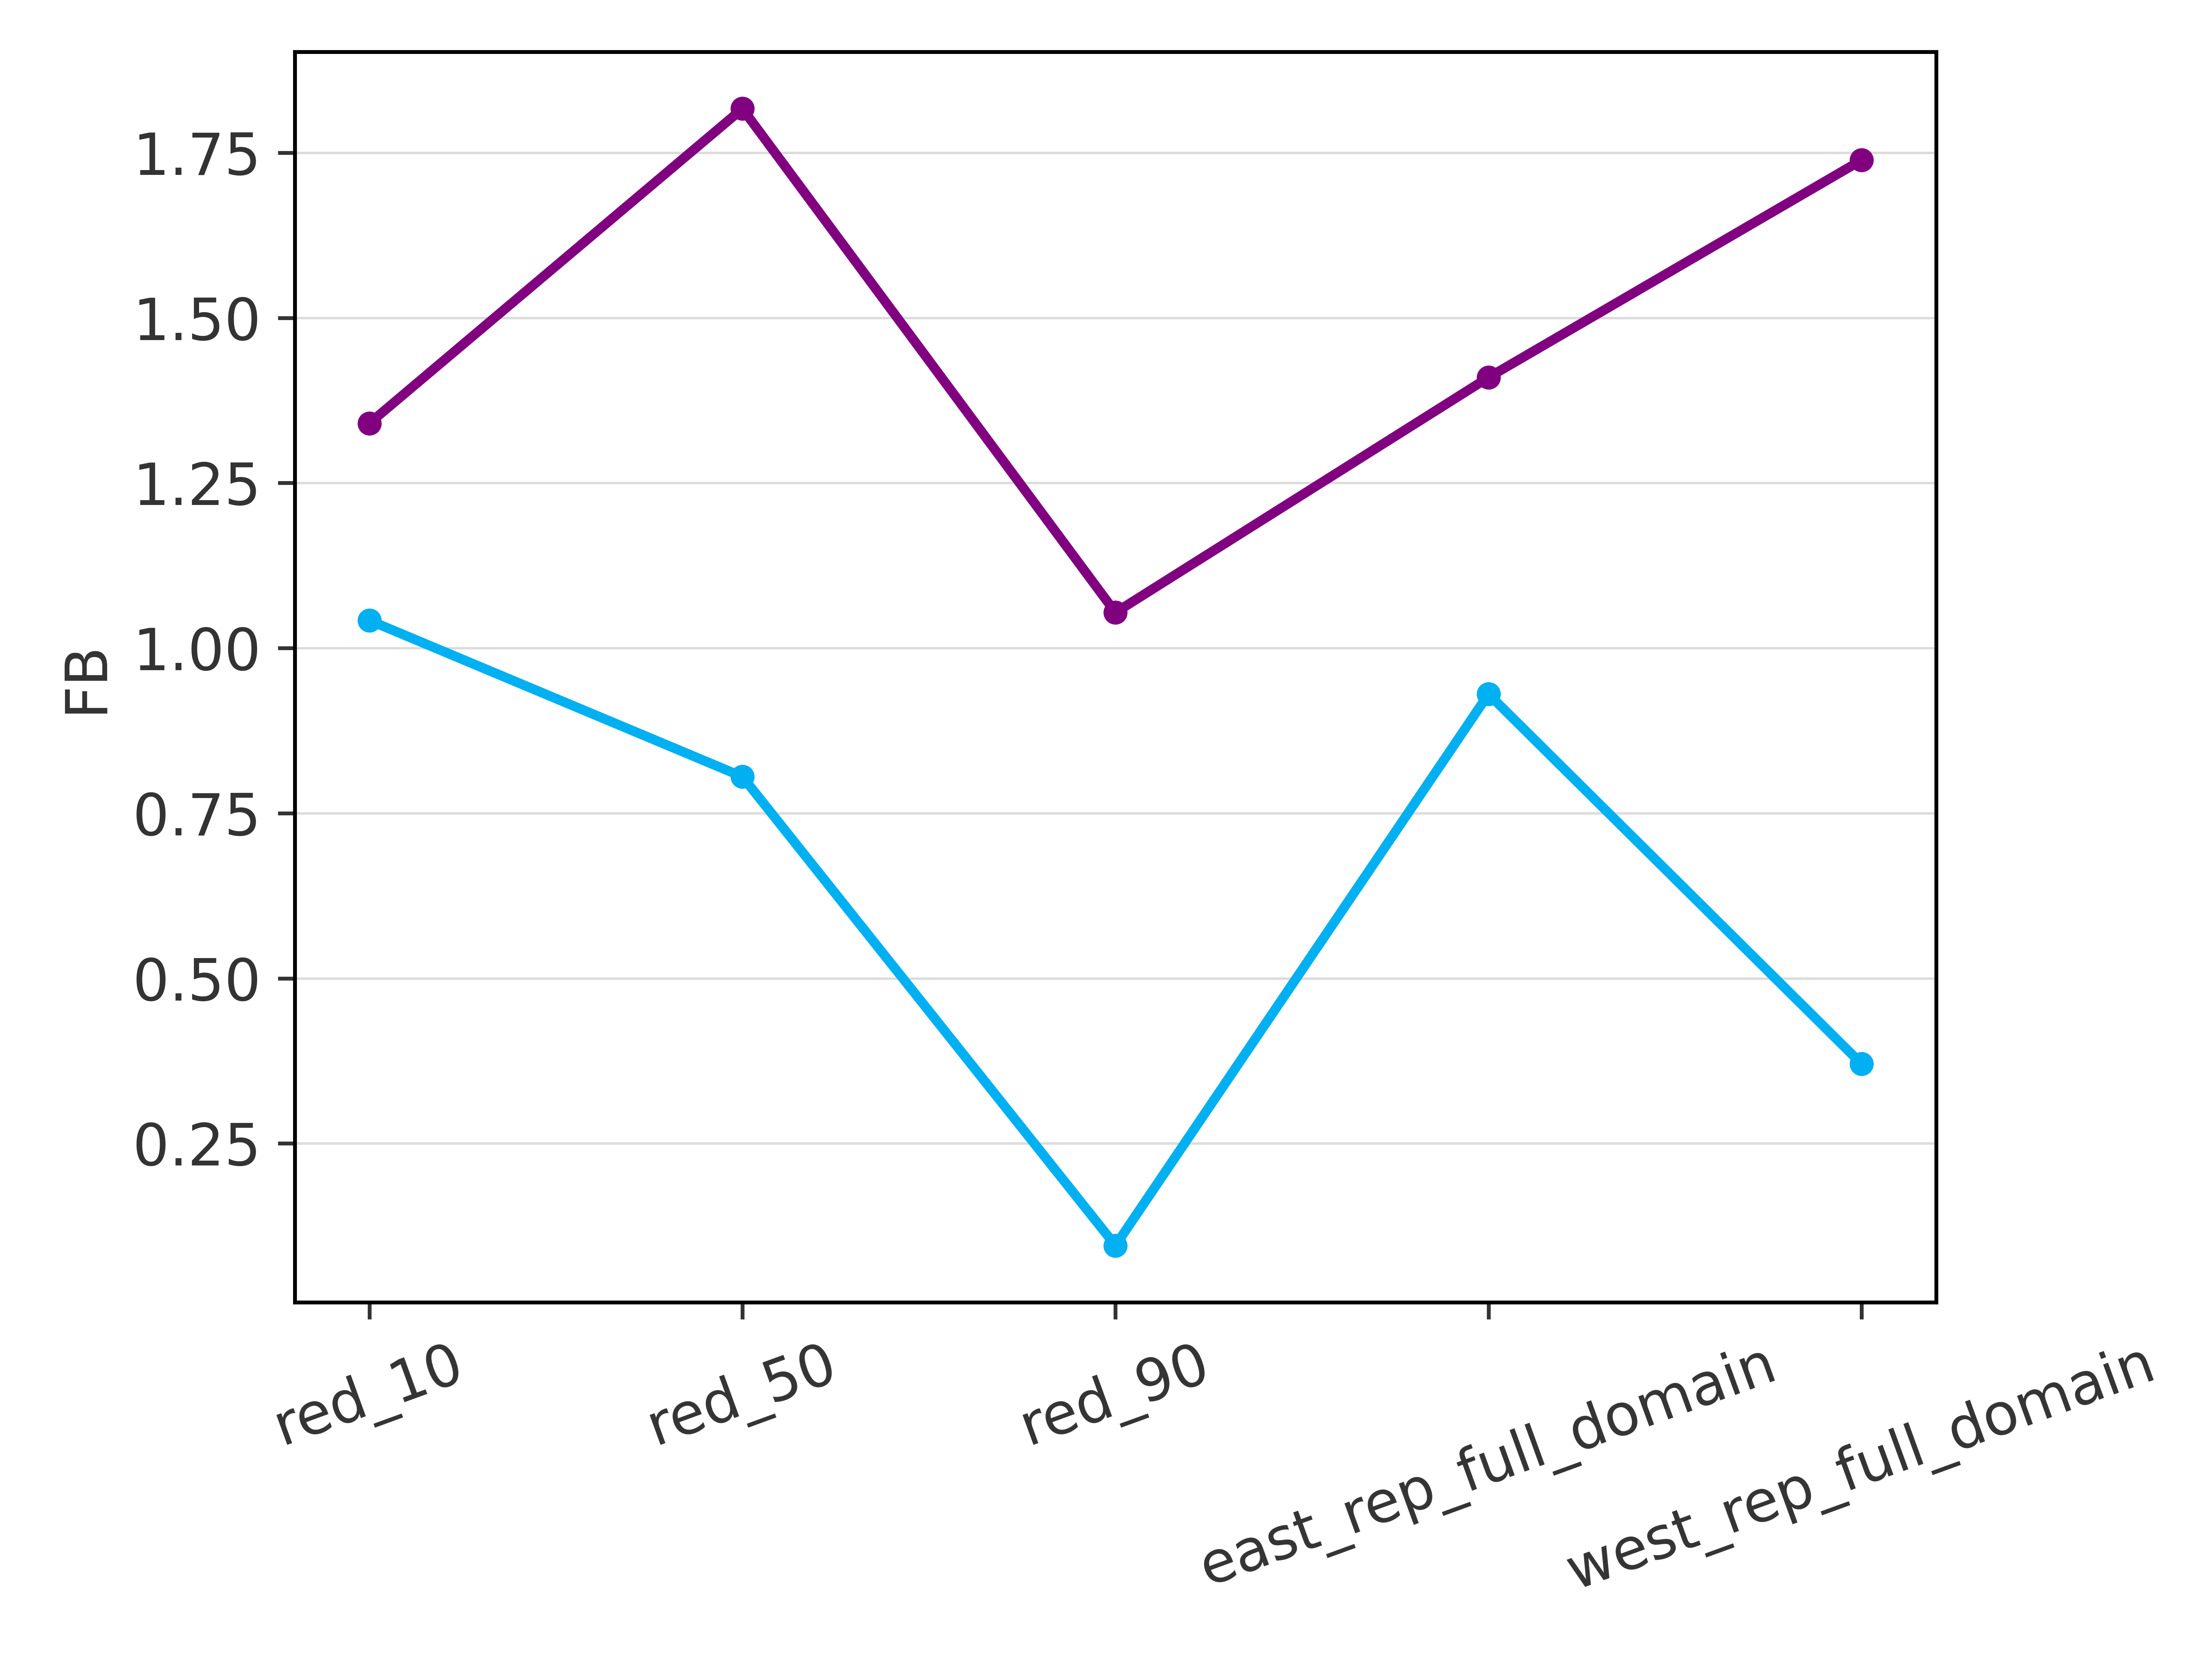 1.75
1.50
1.25
1.00
0.75
0.50
0.25
FB
red_10
red_50
red_90
east_rep_full_domain
west_rep_full_domain